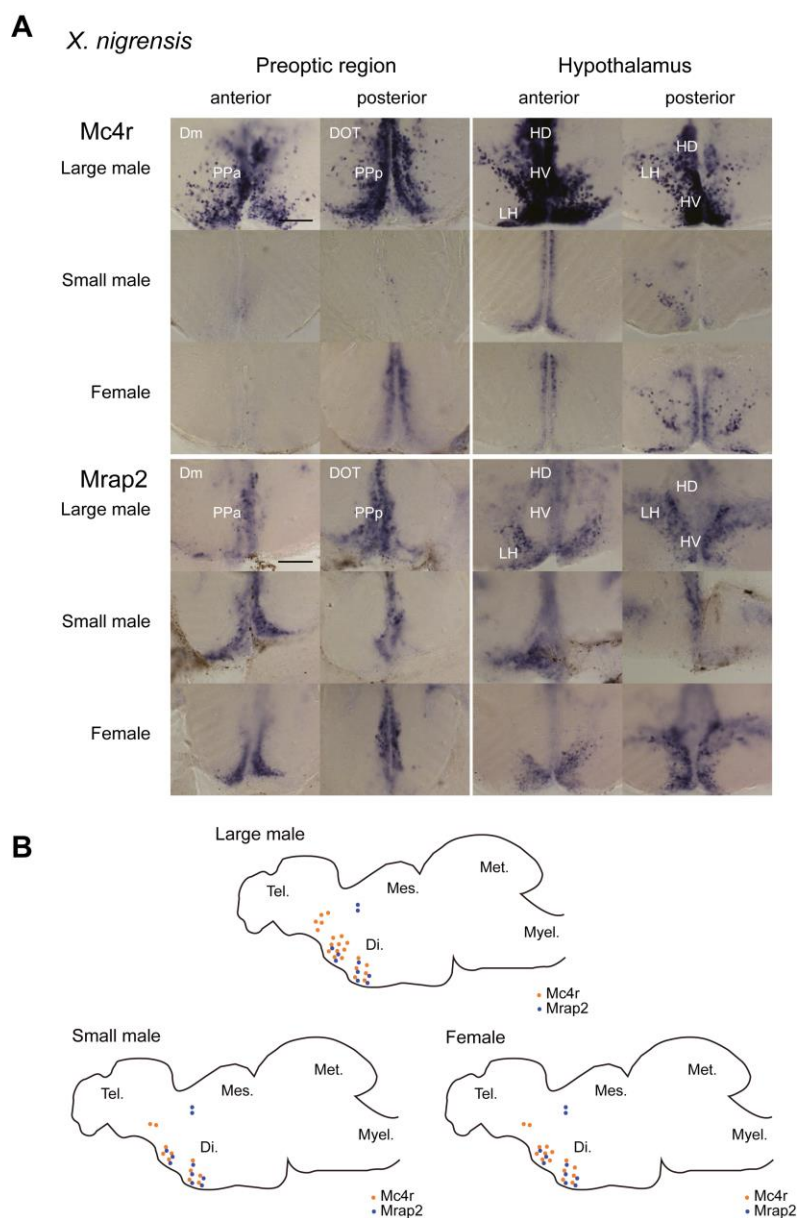 A
X. nigrensis
Preoptic region Hypothalamus
anterior posterior anterior posterior
Mc4r
Large male
Dm DOT HD HD
PPa PPp HV LH
LH HV
Small male
Female
Mrap2
Large male
Dm DOT HD HD
PPa PPp HV LH
LH HV
Small male
Female
B
Large male
Tel. Mes. Met.
Di. Myel.
Mc4r
Mrap2
Small male Female
Tel. Mes. Met. Tel. Mes. Met.
Di. Myel. Di. Myel.
Mc4r Mc4r
Mrap2 Mrap2